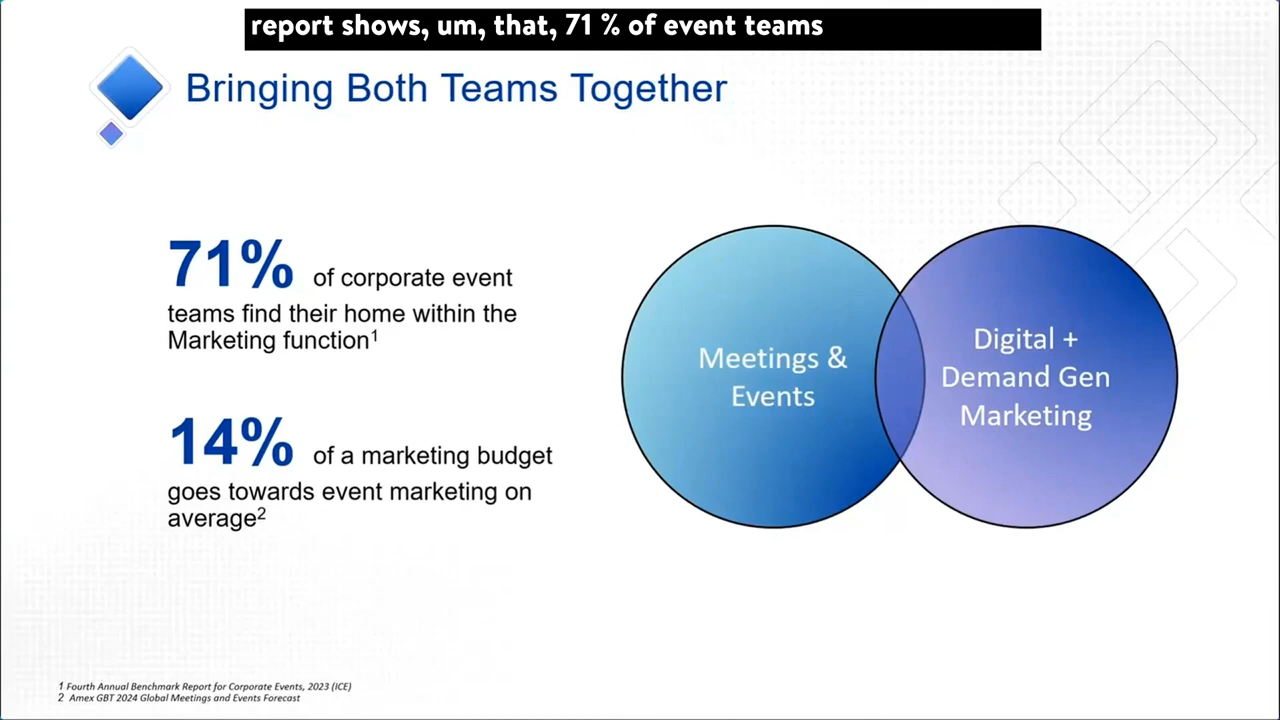 report shows, um, that, 71 % of event teams
Bringing Both Teams Together
71% of corporate event
teams find their home within the
Marketing function1
14% of a marketing budget
goes towards event marketing on
average2
Meetings &
Events
Digital +
Demand Gen
Marketing
1 Fourth Annual Benchmark Report for Corporate Events, 2023 (ICE)
2 Amex GBT 2024 Global Meetings and Events Forecast